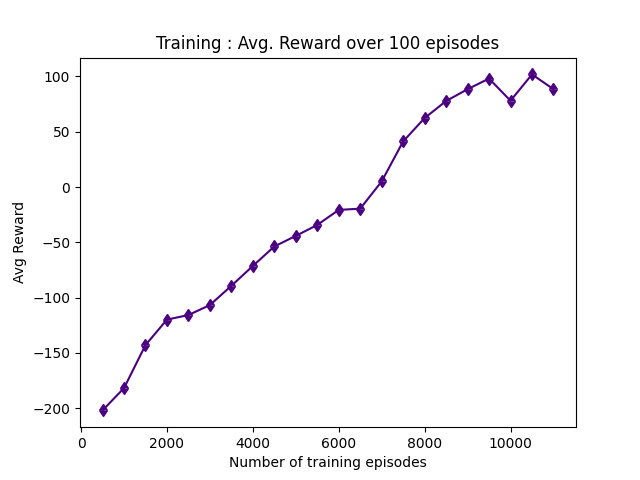 Training : Avg. Reward over 100 episodes
100
50
0
−50
−100
−150
−200
Avg Reward
0 2000 4000 6000 8000 10000
Number of training episodes